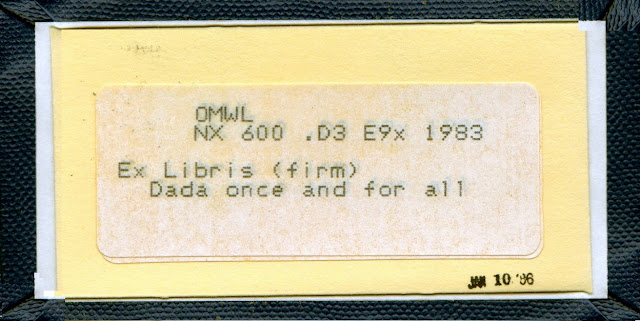 OMWL
NX 600 .D3 E9x 1983
Ex Libris (firm)
Dada once and for all
JAN 10 '96